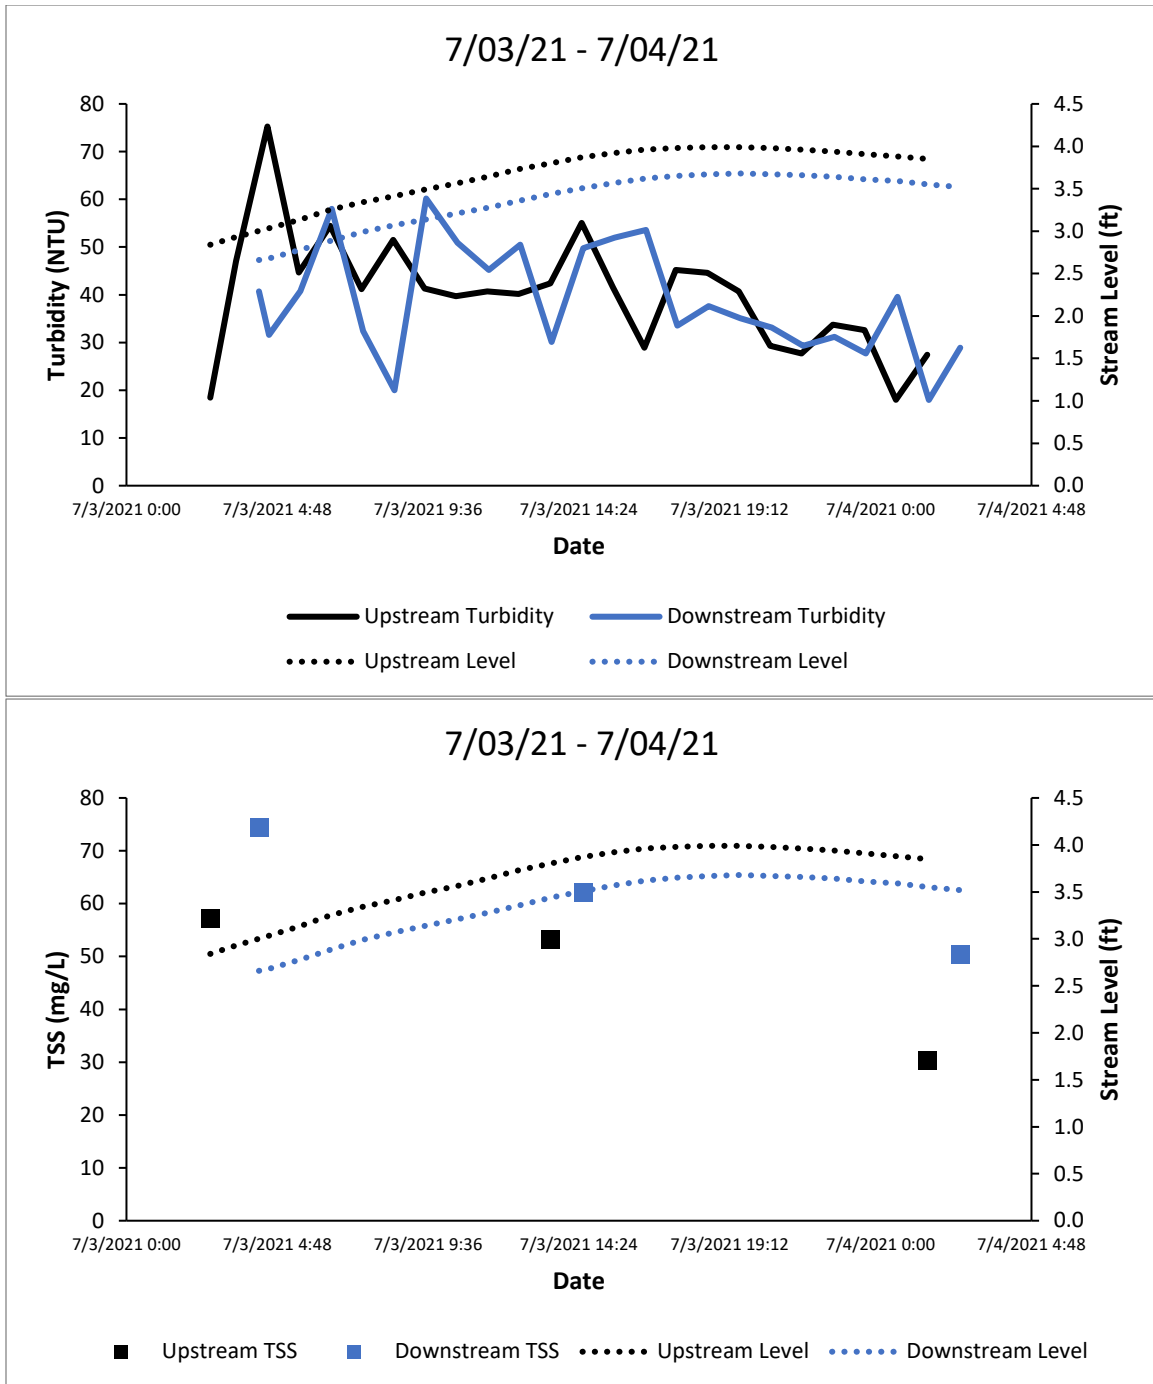 7/03/21 - 7/04/21
80
70
60
50
40
30
20
10
0
Turbidity (NTU)
4.5
4.0
3.5
3.0
2.5
2.0
1.5
1.0
0.5
0.0
Stream Level (ft)
7/3/2021 0:00 7/3/2021 4:48 7/3/2021 9:36 7/3/2021 14:24 7/3/2021 19:12 7/4/2021 0:00 7/4/2021 4:48
Date
Upstream Turbidity Downstream Turbidity
Upstream Level Downstream Level
7/03/21 - 7/04/21
80
70
60
50
40
30
20
10
0
TSS (mg/L)
4.5
4.0
3.5
3.0
2.5
2.0
1.5
1.0
0.5
0.0
Stream Level (ft)
7/3/2021 0:00 7/3/2021 4:48 7/3/2021 9:36 7/3/2021 14:24 7/3/2021 19:12 7/4/2021 0:00 7/4/2021 4:48
Date
Upstream TSS Downstream TSS Upstream Level Downstream Level